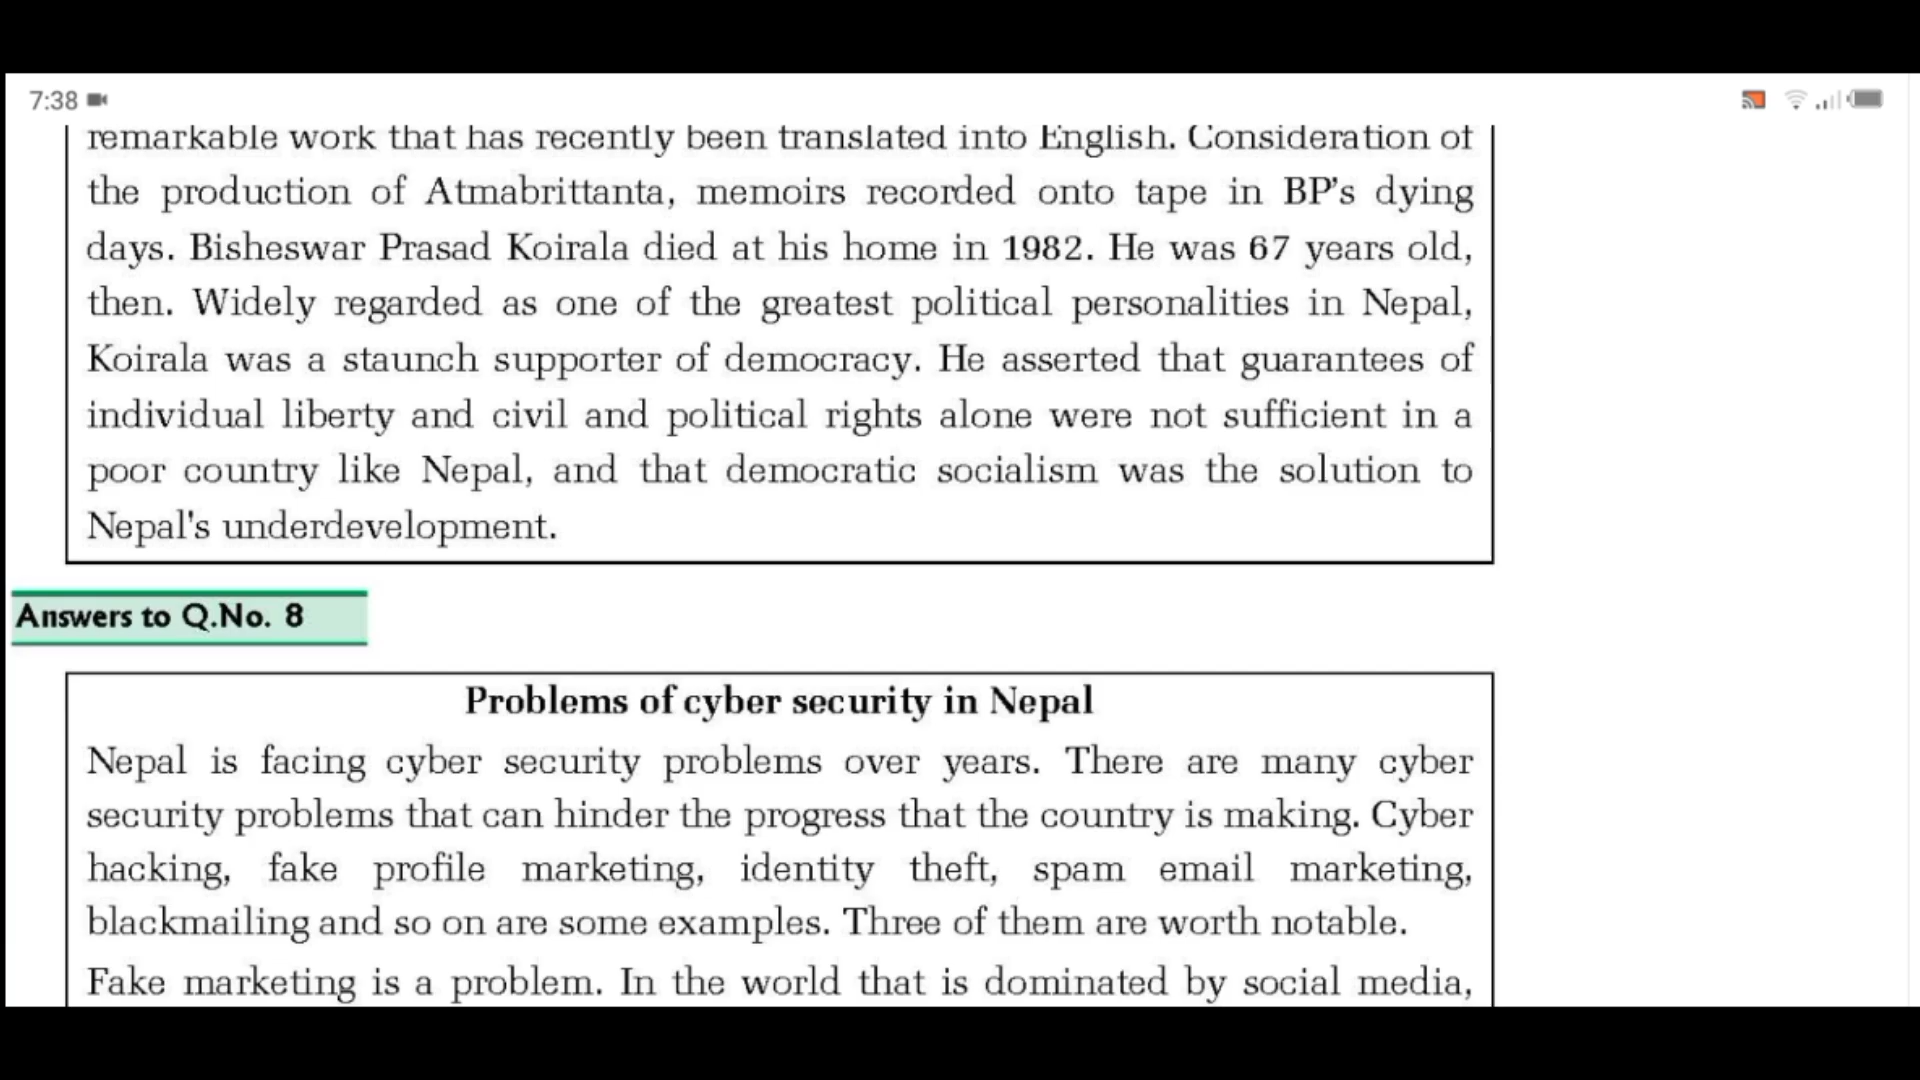 7:38
remarkable work that has recently been translated into English. Consideration of
the production of Atmabrittanta, memoirs recorded onto tape in BP's dying
days. Bisheswar Prasad Koirala died at his home in 1982. He was 67 years old,
then. Widely regarded as one of the greatest political personalities in Nepal,
Koirala was a staunch supporter of democracy. He asserted that guarantees of
individual liberty and civil and political rights alone were not sufficient in a
poor country like Nepal, and that democratic socialism was the solution to
Nepal's underdevelopment.
Answers to Q.No. 8
Problems of cyber security in Nepal
Nepal is facing cyber security problems over years. There are many cyber
security problems that can hinder the progress that the country is making. Cyber
hacking, fake profile marketing, identity theft, spam email marketing,
blackmailing and so on are some examples. Three of them are worth notable.
Fake marketing is a problem. In the world that is dominated by social media,